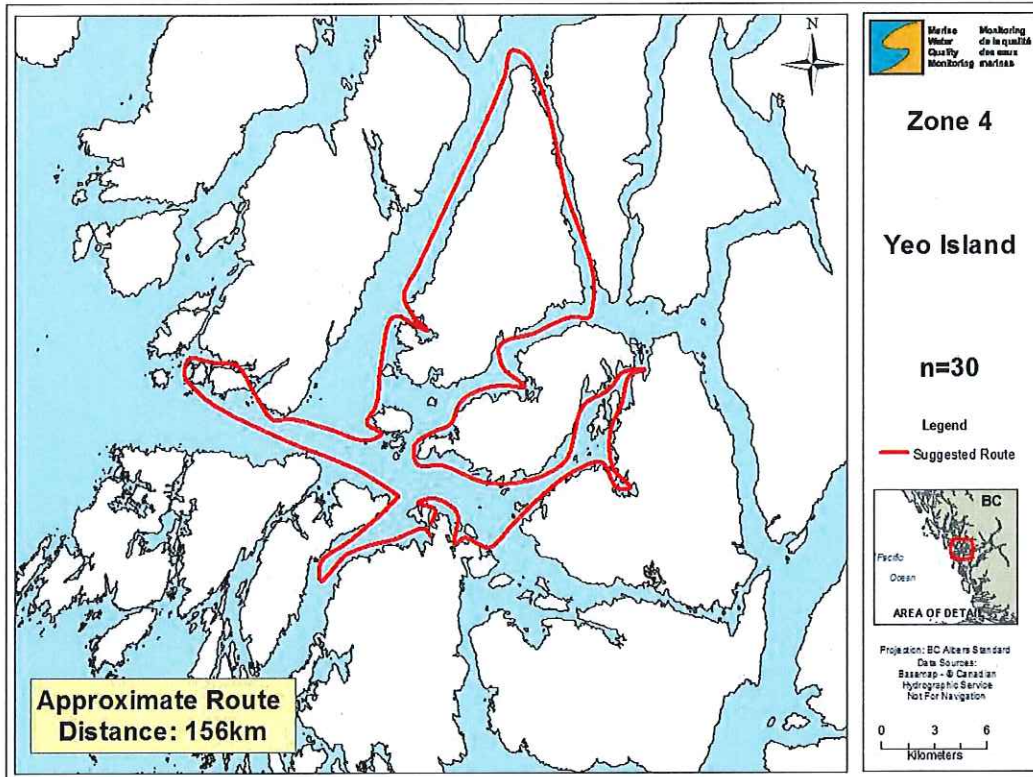 N
Approximate Route
Distance: 156km
Marine
Water
Quality
Monitoring
Monitoring
de la qualité
des eaux
marines
Zone 4
Yeo Island
n=30
Legend
Suggested Route
BC
Pacific
Ocean
AREA OF DETAIL
Projection: BC Albers Standard
Data Sources:
Basemap - © Canadian
Hydrographic Service
Not For Navigation
0 3 6
Kilometers